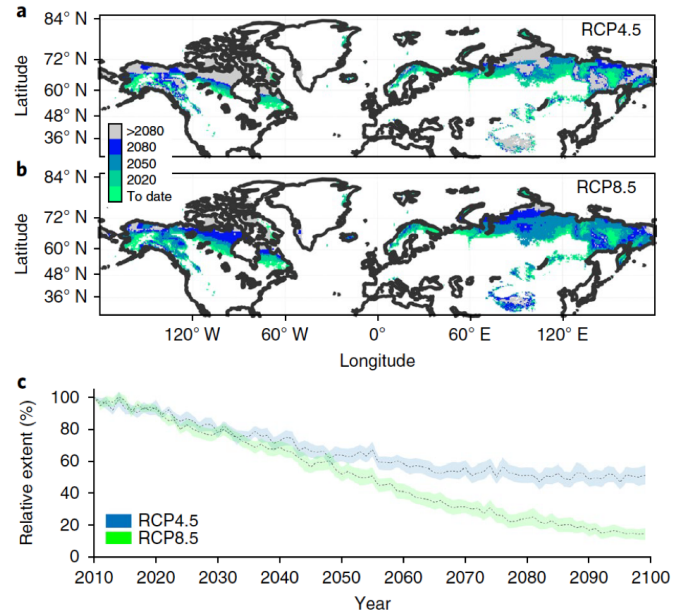 a
84° N
72° N
60° N
48° N
36° N
Latitude
RCP4.5
>2080
2080
2050
2020
To date
b
84° N
72° N
60° N
48° N
36° N
Latitude
RCP8.5
120° W 60° W 0° 60° E 120° E
Longitude
c
100
80
60
40
20
0
Relative extent (%)
RCP4.5
RCP8.5
2010 2020 2030 2040 2050 2060 2070 2080 2090 2100
Year